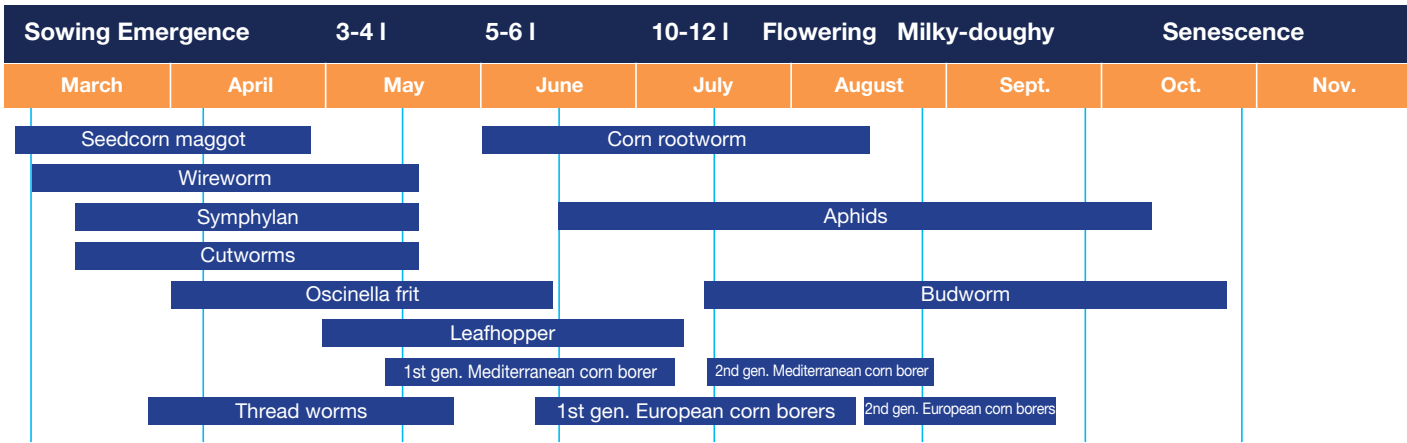 Sowing Emergence 3-4 l 5-6 l 10-12 l Flowering Milky-doughy Senescence
March April May June July August Sept. Oct. Nov.
Seedcorn maggot Corn rootworm
Wireworm
Symphylan Aphids
Cutworms
Oscinella frit Budworm
Leafhopper
1st gen. Mediterranean corn borer 2nd gen. Mediterranean corn borer
Thread worms 1st gen. European corn borers 2nd gen. European corn borers